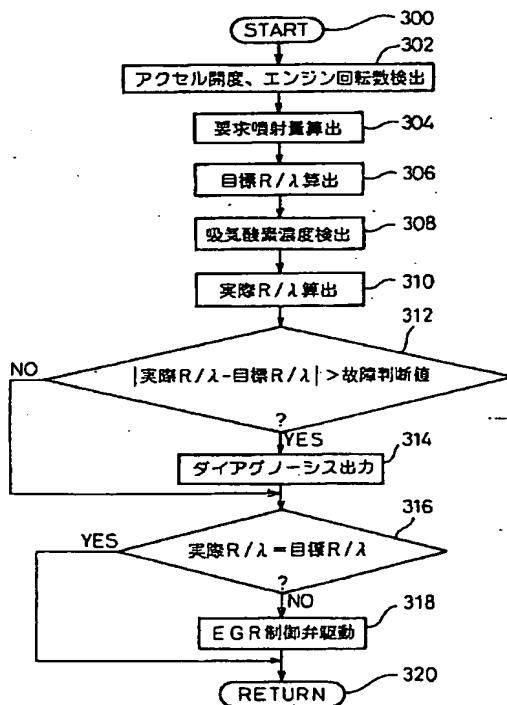 START
300
302
アクセル開度、エンジン回転数検出
304
要求噴射量算出
306
目標R/λ算出
308
吸気酸素濃度検出
310
実際R/λ算出
312
NO
|実際R/λ-目標R/λ|>故障判断値
?
YES
314
ダイアグノーシス出力
316
YES
実際R/λ=目標R/λ
?
NO
318
EGR制御弁駆動
320
RETURN